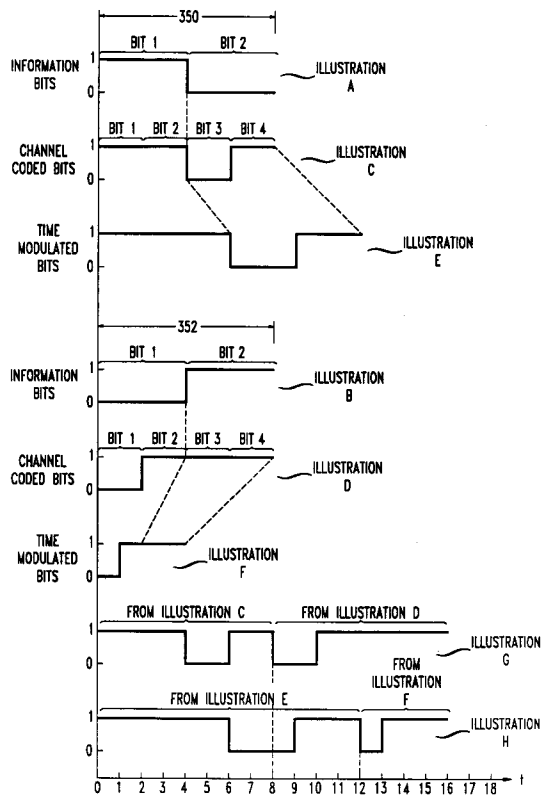 350
BIT 1 BIT 2
INFORMATION BITS 1 0 ILLUSTRATION A
BIT 1 BIT 2 BIT 3 BIT 4
CHANNEL CODED BITS 1 0 ILLUSTRATION C
TIME MODULATED BITS 1 0 ILLUSTRATION E
352
BIT 1 BIT 2
INFORMATION BITS 1 0 ILLUSTRATION B
BIT 1 BIT 2 BIT 3 BIT 4
CHANNEL CODED BITS 1 0 ILLUSTRATION D
TIME MODULATED BITS 1 0 ILLUSTRATION F
FROM ILLUSTRATION C FROM ILLUSTRATION D
1 0 ILLUSTRATION G
FROM ILLUSTRATION E FROM ILLUSTRATION F
1 0 ILLUSTRATION H
0 1 2 3 4 5 6 7 8 9 10 11 12 13 14 15 16 17 18 t